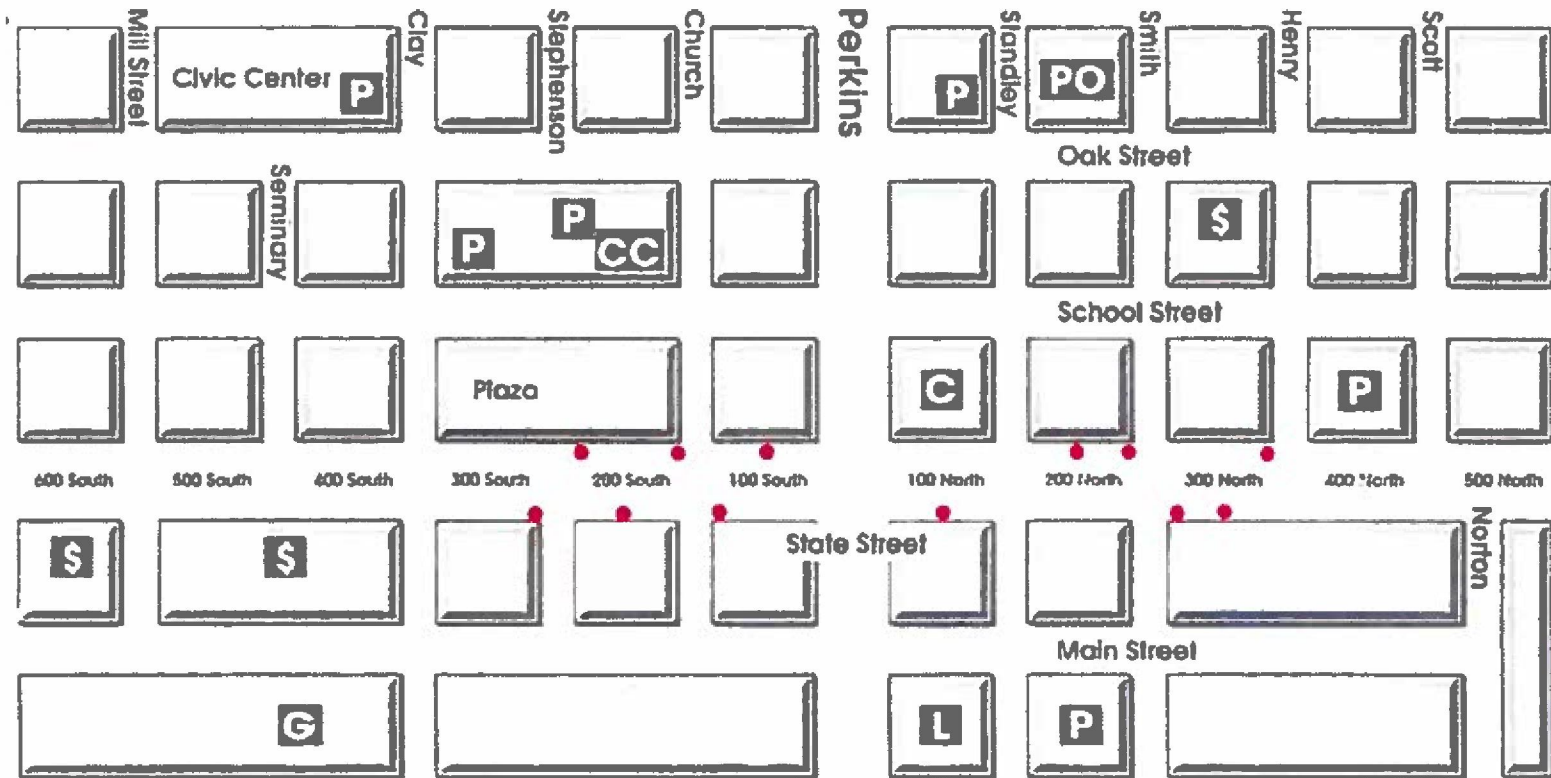 Mill Street
Clay
Stephenson
Church
Perkins
Standley
Smith
Henry
Scott
Civic Center P
P
PO
Oak Street
Seminary
P
P
CC
$
School Street
Plaza
C
P
600 South 500 South 400 South 300 South 200 South 100 South 100 North 200 North 300 North 400 North 500 North
$
$
State Street
Norton
Main Street
G
L
P